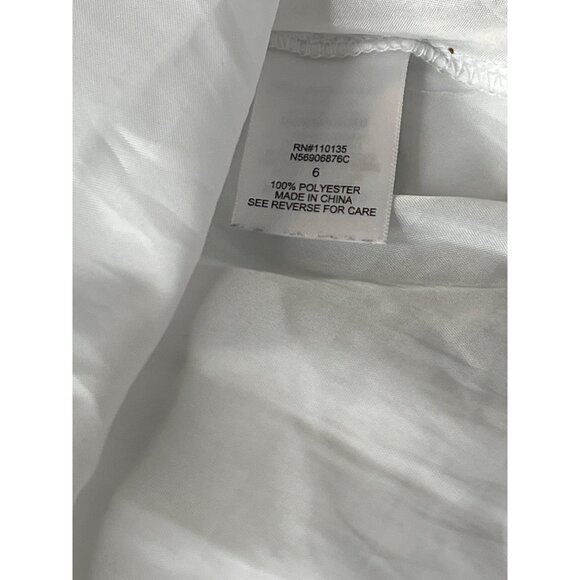 RN#110135
N56906876C
6
100% POLYESTER
MADE IN CHINA
SEE REVERSE FOR CARE